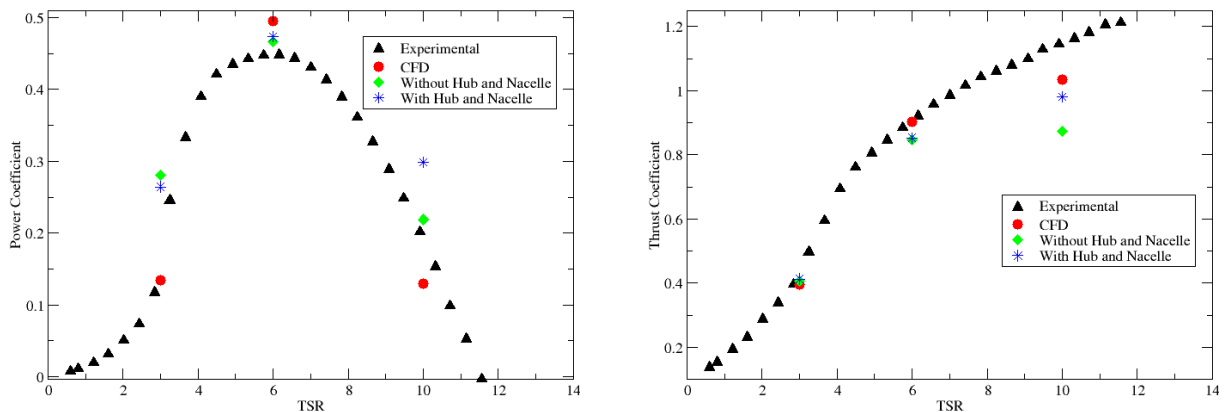 0.5
0.4
0.3
0.2
0.1
0
Power Coefficient
0 2 4 6 8 10 12 14
TSR
Experimental
CFD
Without Hub and Nacelle
With Hub and Nacelle
1.2
1
0.8
0.6
0.4
0.2
Thrust Coefficient
0 2 4 6 8 10 12 14
TSR
Experimental
CFD
Without Hub and Nacelle
With Hub and Nacelle